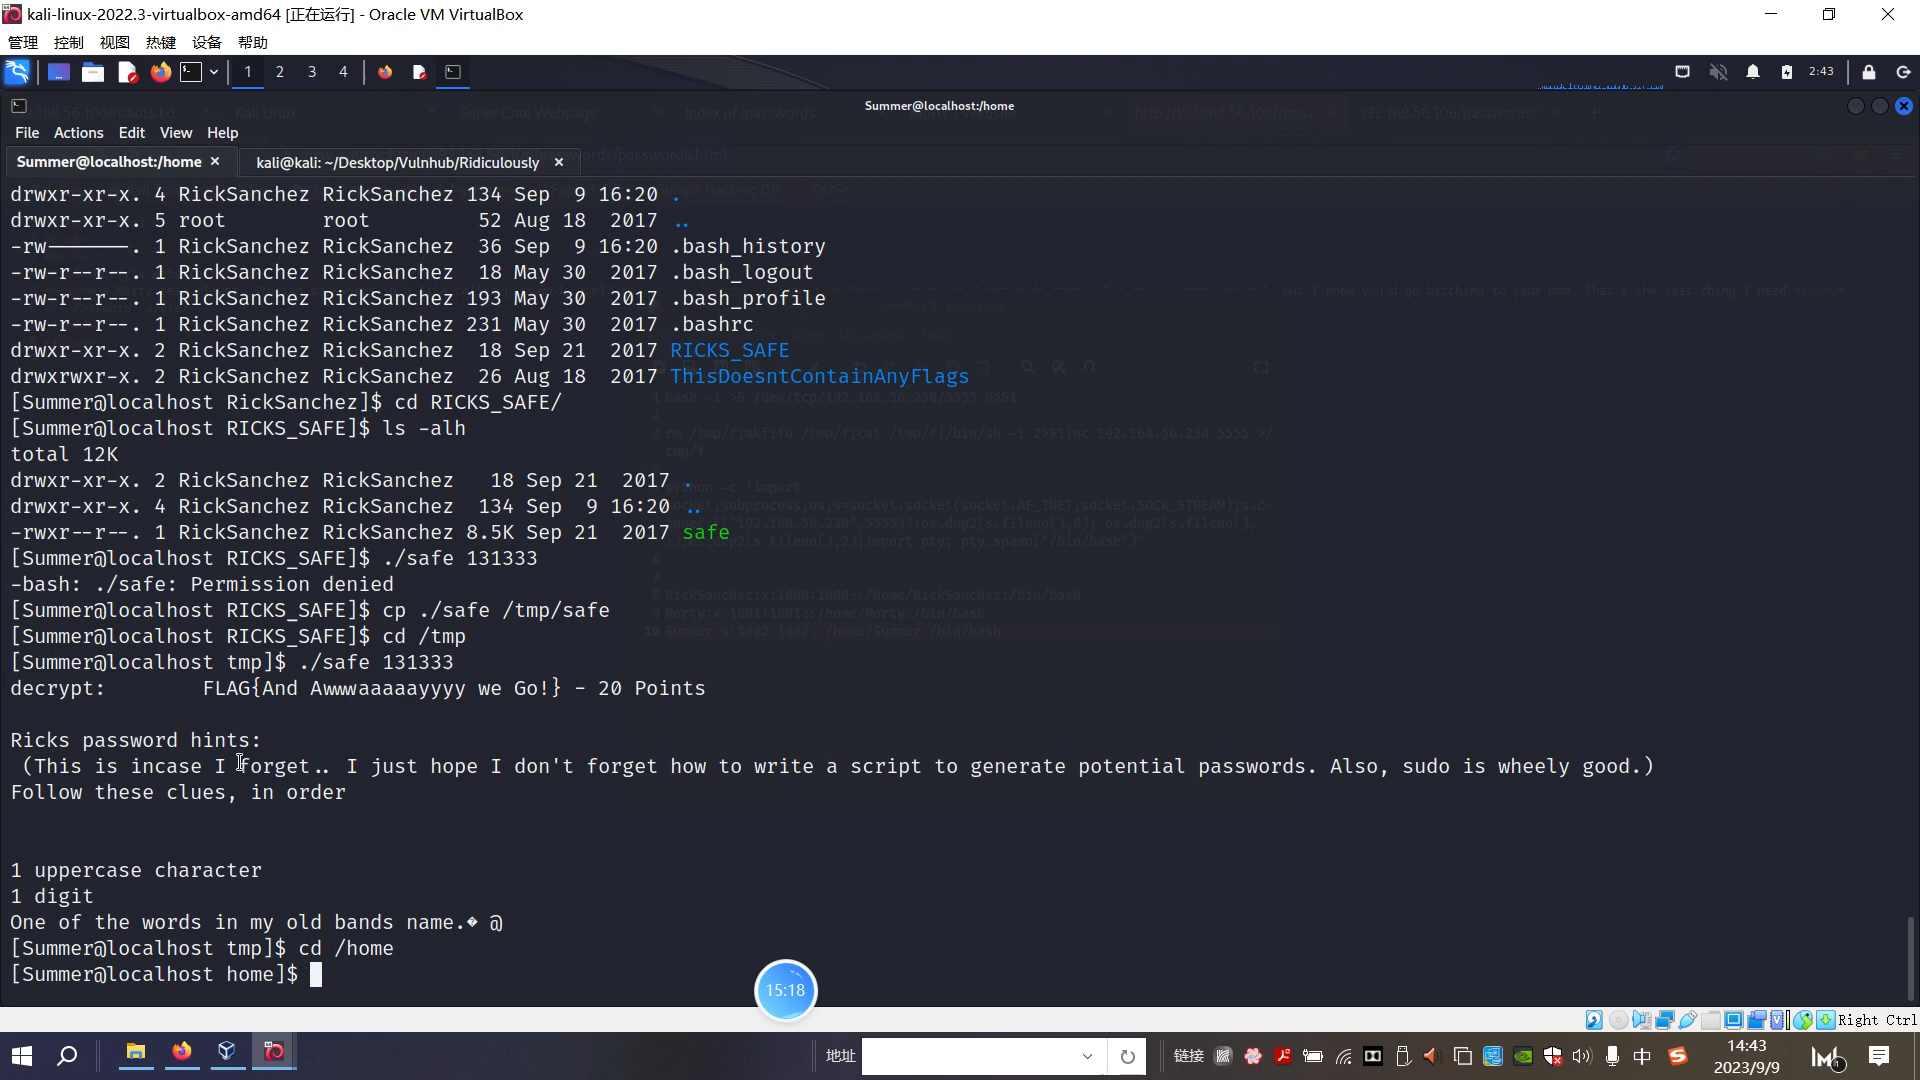 kali-linux-2022.3-virtualbox-amd64 [正在运行] - Oracle VM VirtualBox
管理 控制 视图 热键 设备 帮助
1 2 3 4 2:43
Summer@localhost:/home
File Actions Edit View Help
Summer@localhost:/home × kali@kali: ~/Desktop/Vulnhub/Ridiculously ×
drwxr-xr-x. 4 RickSanchez RickSanchez 134 Sep 9 16:20 .
drwxr-xr-x. 5 root root 52 Aug 18 2017 ..
-rw-------. 1 RickSanchez RickSanchez 36 Sep 9 16:20 .bash_history
-rw-r--r--. 1 RickSanchez RickSanchez 18 May 30 2017 .bash_logout
-rw-r--r--. 1 RickSanchez RickSanchez 193 May 30 2017 .bash_profile
-rw-r--r--. 1 RickSanchez RickSanchez 231 May 30 2017 .bashrc
drwxr-xr-x. 2 RickSanchez RickSanchez 18 Sep 21 2017 RICKS_SAFE
drwxrwxr-x. 2 RickSanchez RickSanchez 26 Aug 18 2017 ThisDoesntContainAnyFlags
[Summer@localhost RickSanchez]$ cd RICKS_SAFE/
[Summer@localhost RICKS_SAFE]$ ls -alh
total 12K
drwxr-xr-x. 2 RickSanchez RickSanchez 18 Sep 21 2017 .
drwxr-xr-x. 4 RickSanchez RickSanchez 134 Sep 9 16:20 ..
-rwxr--r--. 1 RickSanchez RickSanchez 8.5K Sep 21 2017 safe
[Summer@localhost RICKS_SAFE]$ ./safe 131333
-bash: ./safe: Permission denied
[Summer@localhost RICKS_SAFE]$ cp ./safe /tmp/safe
[Summer@localhost RICKS_SAFE]$ cd /tmp
[Summer@localhost tmp]$ ./safe 131333
decrypt: FLAG{And Awwwaaaaayyyy we Go!} - 20 Points
Ricks password hints:
(This is incase I forget.. I just hope I don't forget how to write a script to generate potential passwords. Also, sudo is wheely good.)
Follow these clues, in order
1 uppercase character
1 digit
One of the words in my old bands name.� @
[Summer@localhost tmp]$ cd /home
[Summer@localhost home]$
15:18
Right Ctrl
地址 链接 中 14:43
2023/9/9